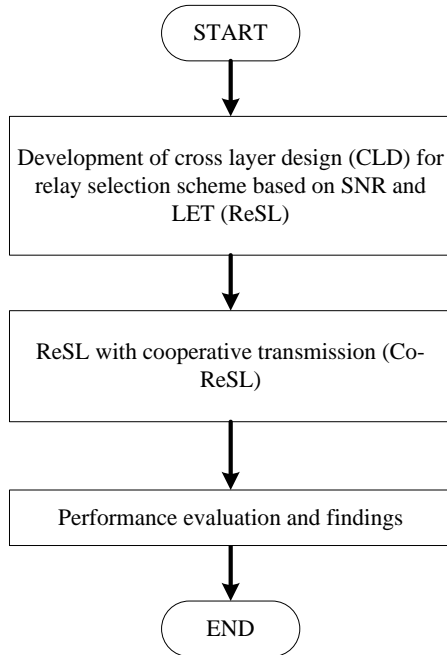 START
Development of cross layer design (CLD) for
relay selection scheme based on SNR and
LET (ReSL)
ReSL with cooperative transmission (Co-
ReSL)
Performance evaluation and findings
END